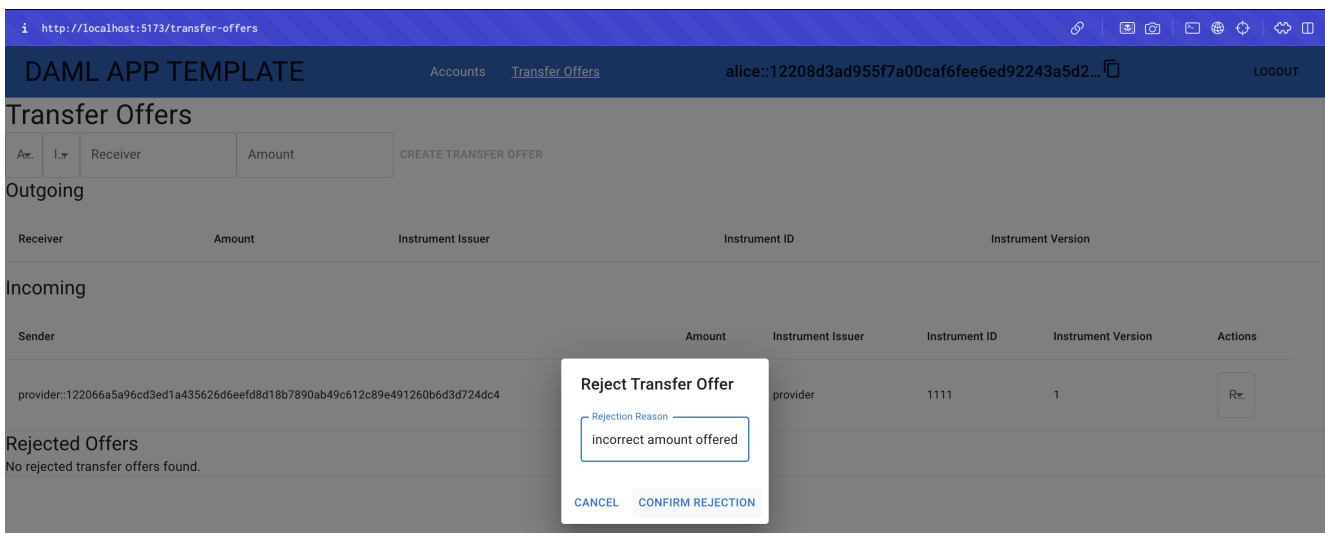 http://localhost:5173/transfer-offers
DAML APP TEMPLATE
Accounts
Transfer Offers
alice::12208d3ad955f7a00caf6fee6ed92243a5d2...
LOGOUT
Transfer Offers
A...
I...
Receiver
Amount
CREATE TRANSFER OFFER
Outgoing
Receiver Amount Instrument Issuer Instrument ID Instrument Version
Incoming
Sender Amount Instrument Issuer Instrument ID Instrument Version Actions
provider::122066a5a96cd3ed1a435626d6eefd8d18b7890ab49c612c89e491260b6d3d724dc4 provider 1111 1 R...
Rejected Offers
No rejected transfer offers found.
Reject Transfer Offer
Rejection Reason
incorrect amount offered
CANCEL CONFIRM REJECTION